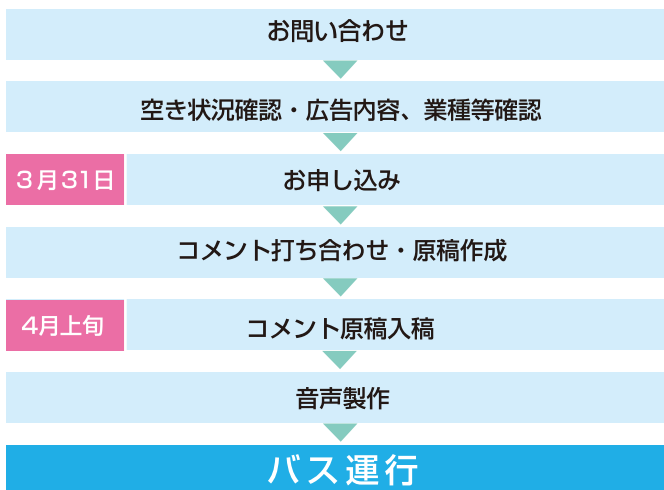 お問い合わせ
空き状況確認・広告内容、業種等確認
3月31日
お申し込み
コメント打ち合わせ・原稿作成
4月上旬
コメント原稿入稿
音声製作
バス運行